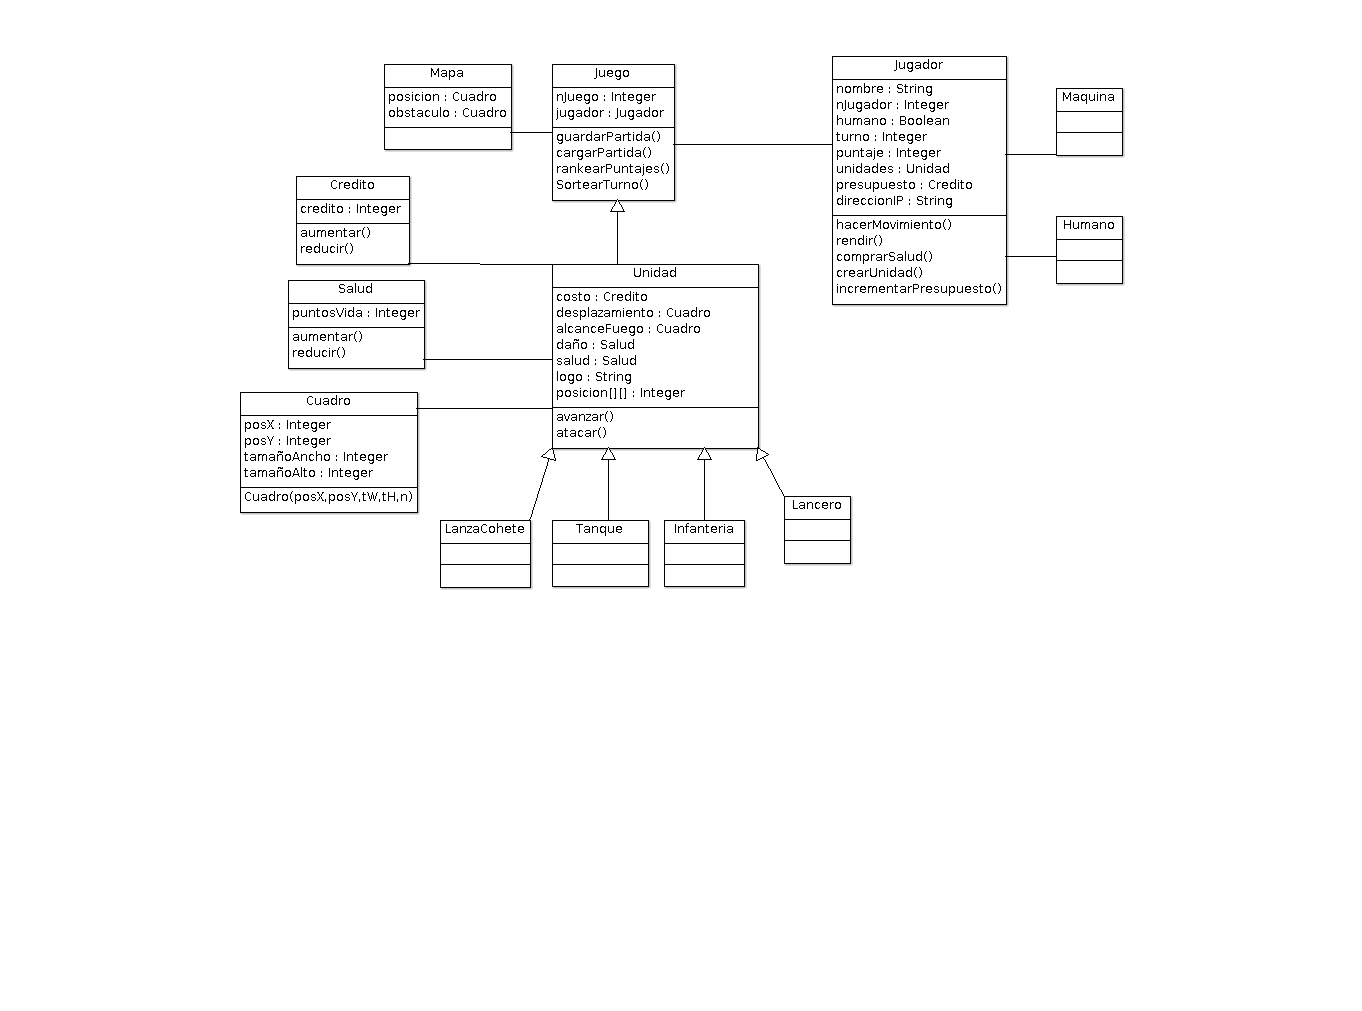 Mapa
posicion : Cuadro
obstaculo : Cuadro
Juego
nJuego : Integer
jugador : Jugador
guardarPartida()
cargarPartida()
rankearPuntajes()
SortearTurno()
Jugador
nombre : String
nJugador : Integer
humano : Boolean
turno : Integer
puntaje : Integer
unidades : Unidad
presupuesto : Credito
direccionIP : String
hacerMovimiento()
rendir()
comprarSalud()
crearUnidad()
incrementarPresupuesto()
Maquina
Humano
Credito
credito : Integer
aumentar()
reducir()
Salud
puntosVida : Integer
aumentar()
reducir()
Cuadro
posX : Integer
posY : Integer
tamañoAncho : Integer
tamañoAlto : Integer
Cuadro(posX,posY,tW,tH,n)
Unidad
costo : Credito
desplazamiento : Cuadro
alcanceFuego : Cuadro
daño : Salud
salud : Salud
logo : String
posicion[][] : Integer
avanzar()
atacar()
LanzaCohete
Tanque
Infanteria
Lancero